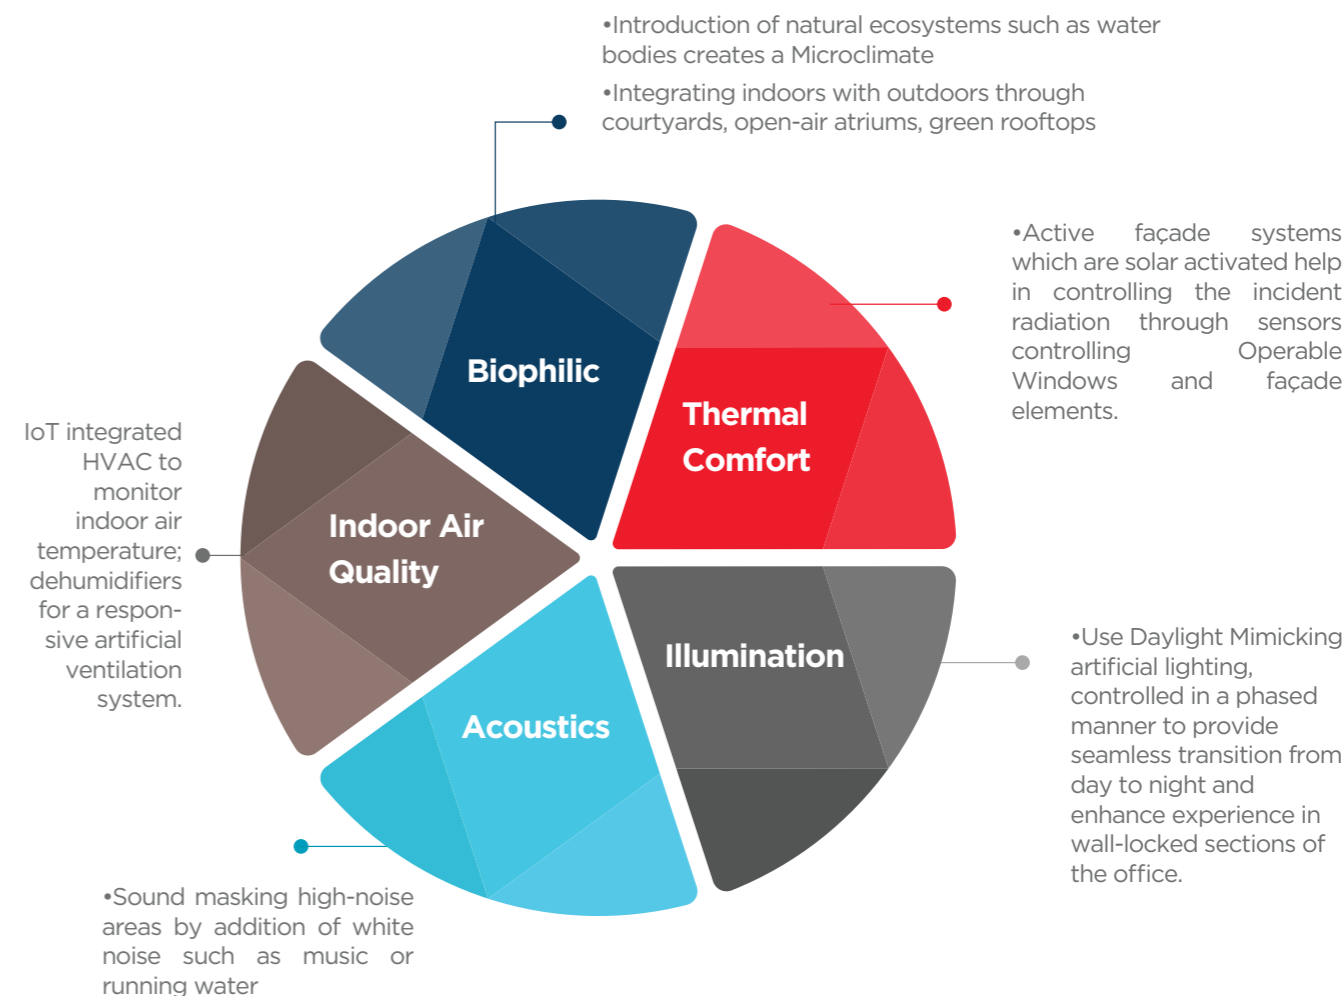 •Introduction of natural ecosystems such as water
bodies creates a Microclimate
•Integrating indoors with outdoors through
courtyards, open-air atriums, green rooftops
•Active façade systems
which are solar activated help
in controlling the incident
radiation through sensors
controlling Operable
Windows and façade
elements.
Biophilic
Thermal
Comfort
IoT integrated
HVAC to
monitor
indoor air
temperature;
dehumidifiers
for a respon-
sive artificial
ventilation
system.
Indoor Air
Quality
Illumination
•Use Daylight Mimicking
artificial lighting,
controlled in a phased
manner to provide
seamless transition from
day to night and
enhance experience in
wall-locked sections of
the office.
Acoustics
•Sound masking high-noise
areas by addition of white
noise such as music or
running water